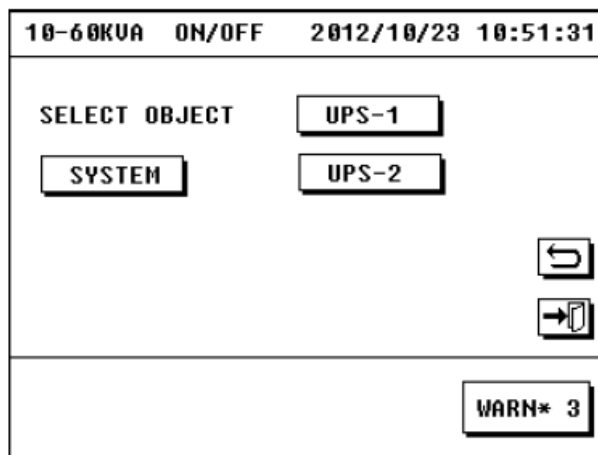 10-60KVA ON/OFF 2012/10/23 10:51:31
SELECT OBJECT UPS-1
SYSTEM UPS-2
WARN* 3